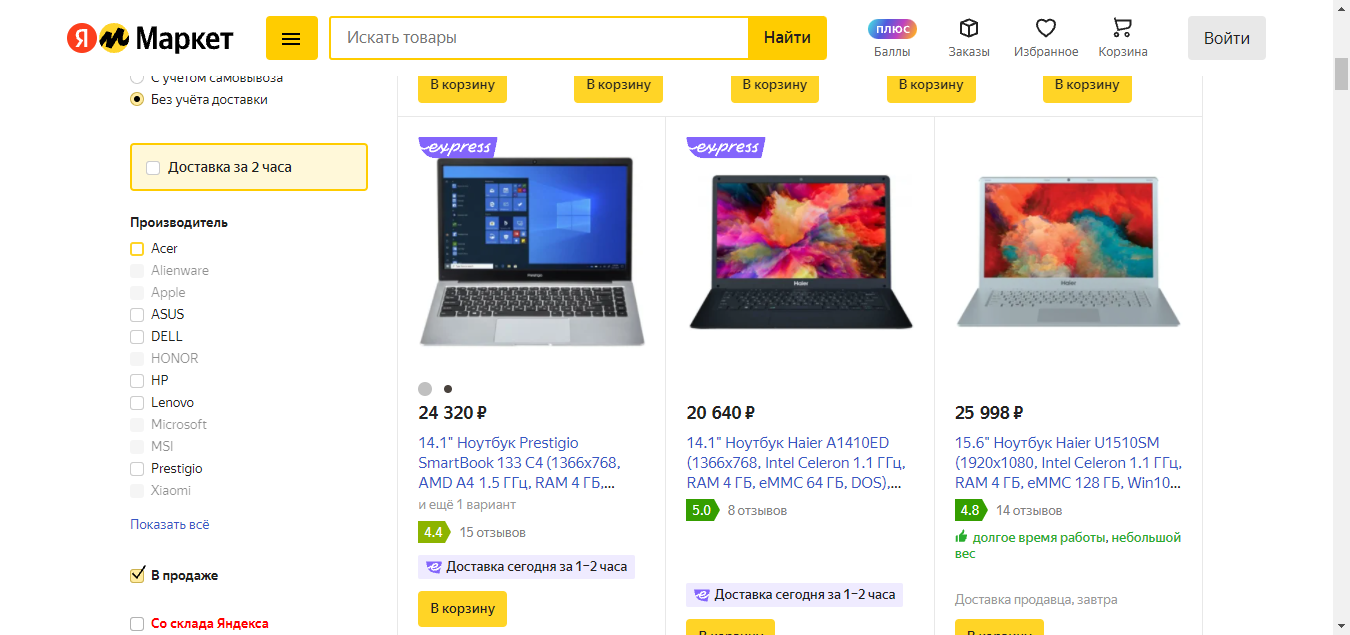 Я м Маркет
Искать товары
Найти
плюс
Баллы
Заказы
Избранное
Корзина
Войти
С учётом самовывоза
Без учёта доставки
Доставка за 2 часа
Производитель
Acer
Alienware
Apple
ASUS
DELL
HONOR
HP
Lenovo
Microsoft
MSI
Prestigio
Xiaomi
Показать всё
В продаже
Со склада Яндекса
В корзину
В корзину
В корзину
В корзину
В корзину
express
24 320 ₽
14.1" Ноутбук Prestigio
SmartBook 133 C4 (1366x768,
AMD A4 1.5 ГГц, RAM 4 ГБ,...
и ещё 1 вариант
4.4 15 отзывов
Доставка сегодня за 1–2 часа
В корзину
express
Haier
20 640 ₽
14.1" Ноутбук Haier A1410ED
(1366x768, Intel Celeron 1.1 ГГц,
RAM 4 ГБ, eMMC 64 ГБ, DOS),...
5.0 8 отзывов
Доставка сегодня за 1–2 часа
В корзину
Haier
25 998 ₽
15.6" Ноутбук Haier U1510SM
(1920x1080, Intel Celeron 1.1 ГГц,
RAM 4 ГБ, eMMC 128 ГБ, Win10...
4.8 14 отзывов
долгое время работы, небольшой
вес
Доставка продавца, завтра
В корзину